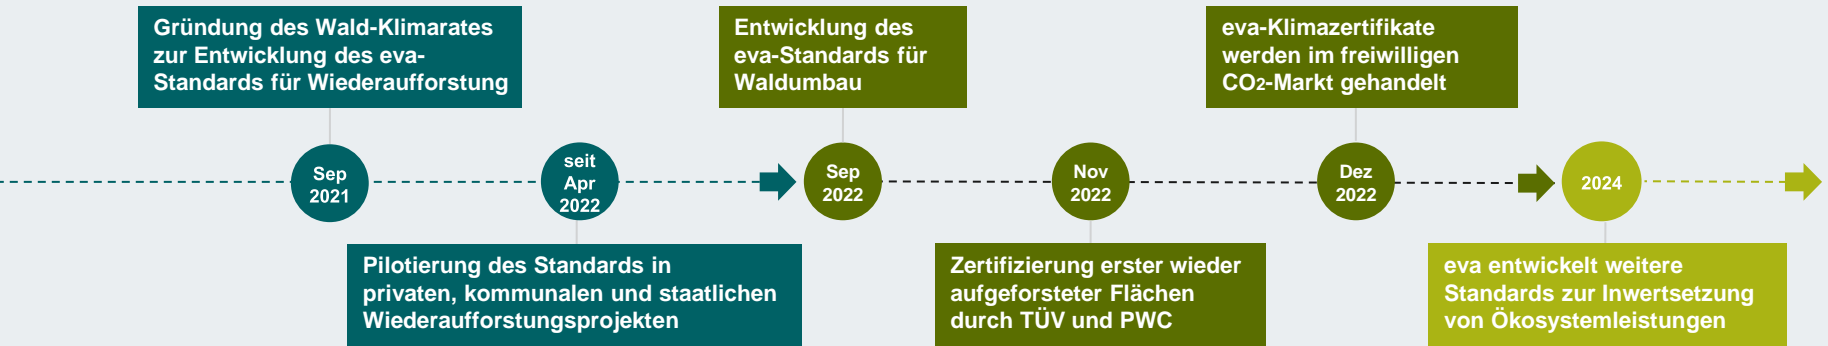 Gründung des Wald-Klimarates
zur Entwicklung des eva-
Standards für Wiederaufforstung
Sep
2021
seit
Apr
2022
Pilotierung des Standards in
privaten, kommunalen und staatlichen
Wiederaufforstungsprojekten
Entwicklung des
eva-Standards für
Waldumbau
Sep
2022
Nov
2022
Zertifizierung erster wieder
aufgeforsteter Flächen
durch TÜV und PWC
eva-Klimazertifikate
werden im freiwilligen
CO2-Markt gehandelt
Dez
2022
2024
eva entwickelt weitere
Standards zur Inwertsetzung
von Ökosystemleistungen